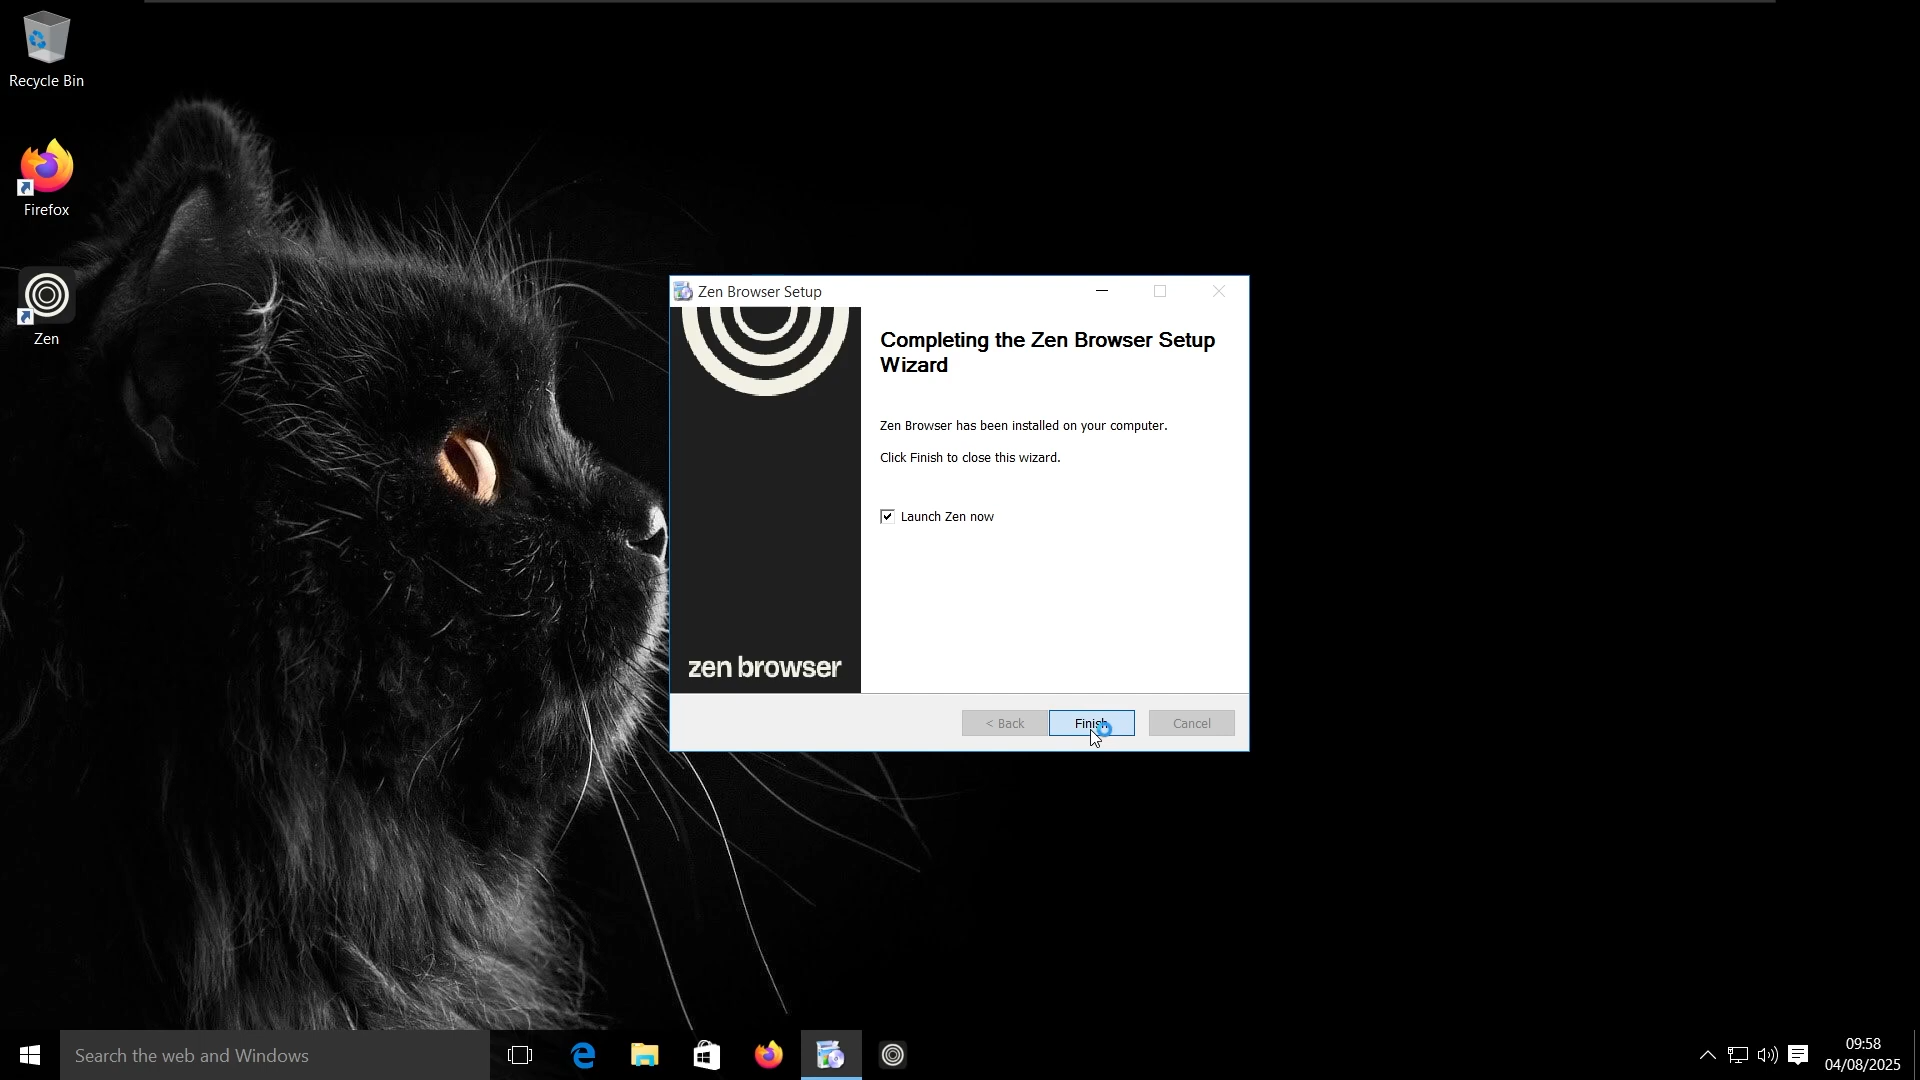 Recycle Bin
Firefox
Zen
Zen Browser Setup
Completing the Zen Browser Setup
Wizard
Zen Browser has been installed on your computer.
Click Finish to close this wizard.
Launch Zen now
zen browser
< Back
Finish
Cancel
Search the web and Windows
09:58
04/08/2025